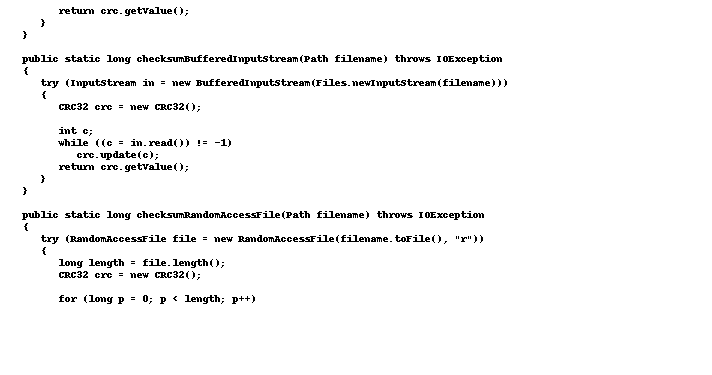 return crc.getValue();
   }
}

public static long checksumBufferedInputStream(Path filename) throws IOException
{
   try (InputStream in = new BufferedInputStream(Files.newInputStream(filename)))
   {
      CRC32 crc = new CRC32();

      int c;
      while ((c = in.read()) != -1)
         crc.update(c);
      return crc.getValue();
   }
}

public static long checksumRandomAccessFile(Path filename) throws IOException
{
   try (RandomAccessFile file = new RandomAccessFile(filename.toFile(), "r"))
   {
      long length = file.length();
      CRC32 crc = new CRC32();

      for (long p = 0; p < length; p++)